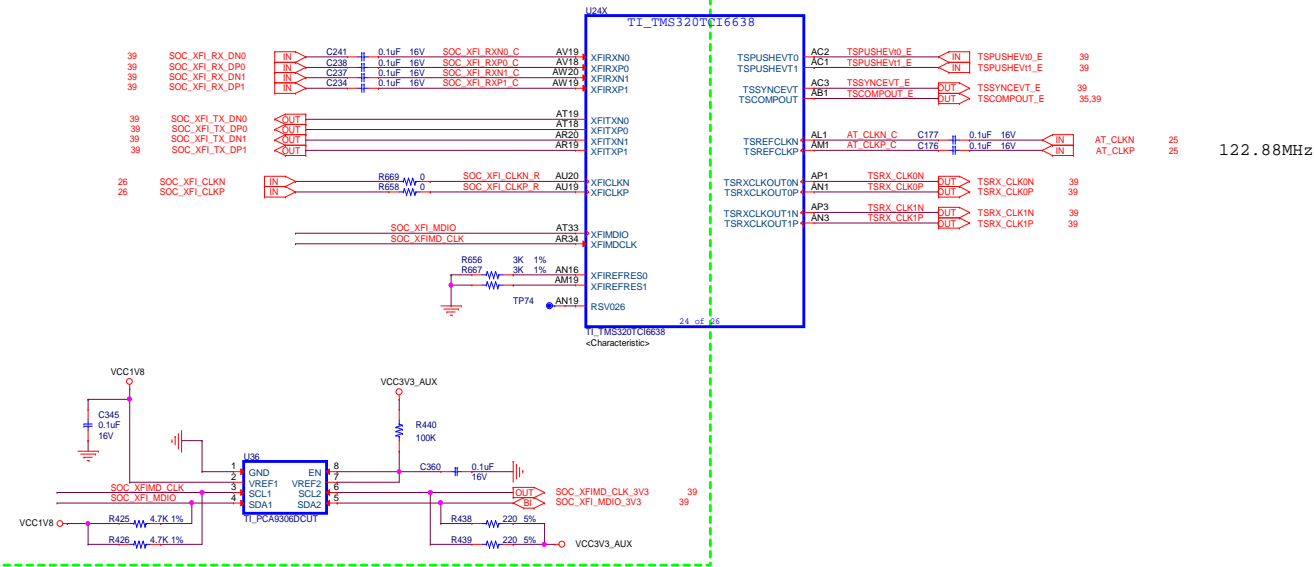 U24X
TI_TMS320TCI6638
39 SOC_XFI_RX_DN0 IN C241 0.1uF 16V SOC_XFI_RXN0_C AV19 XFIRXN0 TSPUSHEVT0 AC2 TSPUSHEVt0_E IN TSPUSHEVt0_E 39
39 SOC_XFI_RX_DP0 IN C238 0.1uF 16V SOC_XFI_RXP0_C AV18 XFIRXP0 TSPUSHEVT1 AC1 TSPUSHEVt1_E IN TSPUSHEVt1_E 39
39 SOC_XFI_RX_DN1 IN C237 0.1uF 16V SOC_XFI_RXN1_C AW20 XFIRXN1 TSSYNCEVT AC3 TSSYNCEVT_E OUT TSSYNCEVT_E 39
39 SOC_XFI_RX_DP1 IN C234 0.1uF 16V SOC_XFI_RXP1_C AW19 XFIRXP1 TSCOMPOUT AB1 TSCOMPOUT_E OUT TSCOMPOUT_E 35,39
39 SOC_XFI_TX_DN0 OUT AT19 XFITXN0
39 SOC_XFI_TX_DP0 OUT AT18 XFITXP0
39 SOC_XFI_TX_DN1 OUT AR20 XFITXN1 TSREFCLKN AL1 AT_CLKN_C C177 0.1uF 16V IN AT_CLKN 25
39 SOC_XFI_TX_DP1 OUT AR19 XFITXP1 TSREFCLKP AM1 AT_CLKP_C C176 0.1uF 16V IN AT_CLKP 25 122.88MHz
26 SOC_XFI_CLKN IN R669 0 SOC_XFI_CLKN_R AU20 XFICLKN TSRXCLKOUT0N AP1 TSRX_CLK0N OUT TSRX_CLK0N 39
26 SOC_XFI_CLKP IN R658 0 SOC_XFI_CLKP_R AU19 XFICLKP TSRXCLKOUT0P AN1 TSRX_CLK0P OUT TSRX_CLK0P 39
TSRXCLKOUT1N AP3 TSRX_CLK1N OUT TSRX_CLK1N 39
TSRXCLKOUT1P AN3 TSRX_CLK1P OUT TSRX_CLK1P 39
SOC_XFI_MDIO AT33 XFIMDIO
SOC_XFIMD_CLK AR34 XFIMDCLK
R656 3K 1% AN16 XFIREFRES0
R667 3K 1% AM19 XFIREFRES1
TP74 AN19 RSV026
24 of 26
TI_TMS320TCI6638
<Characteristic>
VCC1V8
VCC3V3_AUX
C345
0.1uF
16V
R440
100K
U36
1 GND EN 8 C360 0.1uF
16V
2 VREF1 VREF2 7
SOC_XFIMD_CLK 3 SCL1 SCL2 6 OUT SOC_XFIMD_CLK_3V3 39
SOC_XFI_MDIO 4 SDA1 SDA2 5 BI SOC_XFI_MDIO_3V3 39
TI_PCA9306DCUT
VCC1V8 R425 4.7K 1% R438 220 5%
R426 4.7K 1% R439 220 5% VCC3V3_AUX